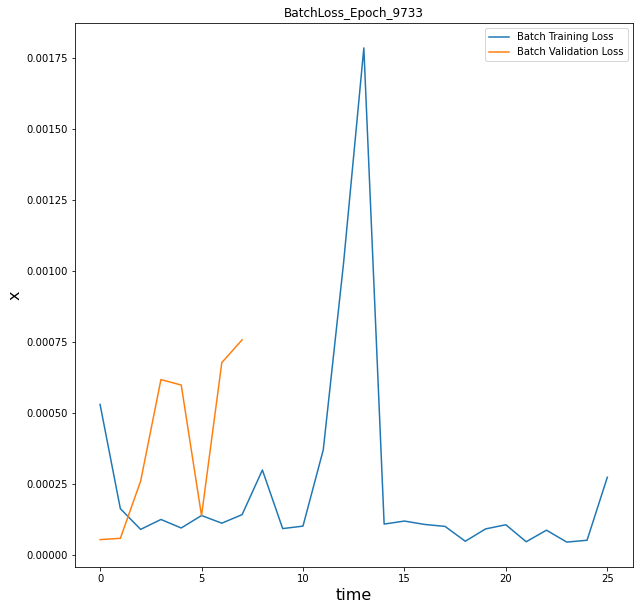 BatchLoss_Epoch_9733
Batch Training Loss
Batch Validation Loss
x
0.00175
0.00150
0.00125
0.00100
0.00075
0.00050
0.00025
0.00000
0 5 10 15 20 25
time